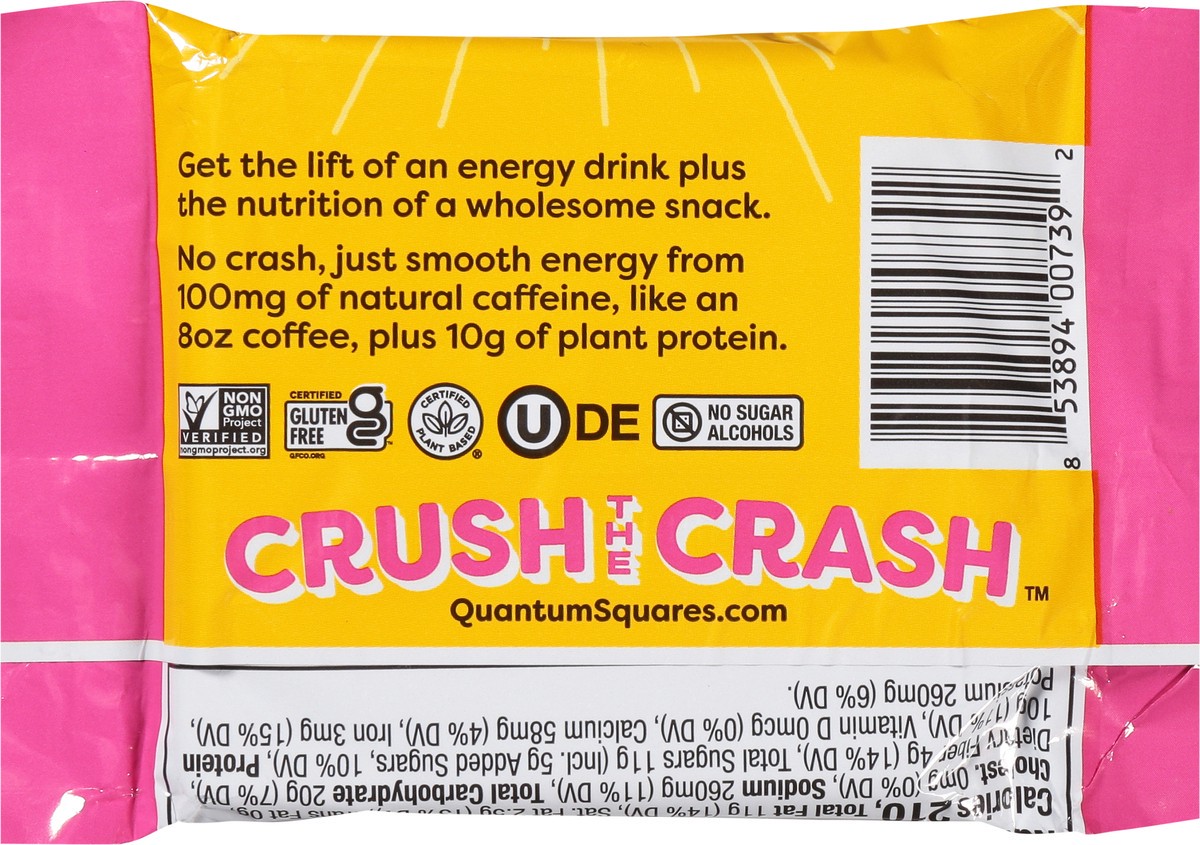 Get the lift of an energy drink plus
the nutrition of a wholesome snack.
No crash, just smooth energy from
100mg of natural caffeine, like an
8oz coffee, plus 10g of plant protein.
NON
GMO
Project
VERIFIED
nongmoproject.org
CERTIFIED
GLUTEN
FREE
GFCO.ORG
CERTIFIED
PLANT BASED
®
U DE
NO SUGAR
ALCOHOLS
8 53894 00739 2
CRUSH THE CRASH™
QuantumSquares.com
Calories 210, Total Fat 11g (14% DV), Sat. Fat 2.5g
Cholest. 0mg (0% DV), Sodium 260mg (11% DV), Total Carbohydrate 20g (7% DV),
Dietary Fiber 4g (14% DV), Total Sugars 11g (Incl. 5g Added Sugars, 10% DV), Protein
10g (11% DV), Vitamin D 0mcg (0% DV), Calcium 58mg (4% DV), Iron 3mg (15% DV),
Potassium 260mg (6% DV).